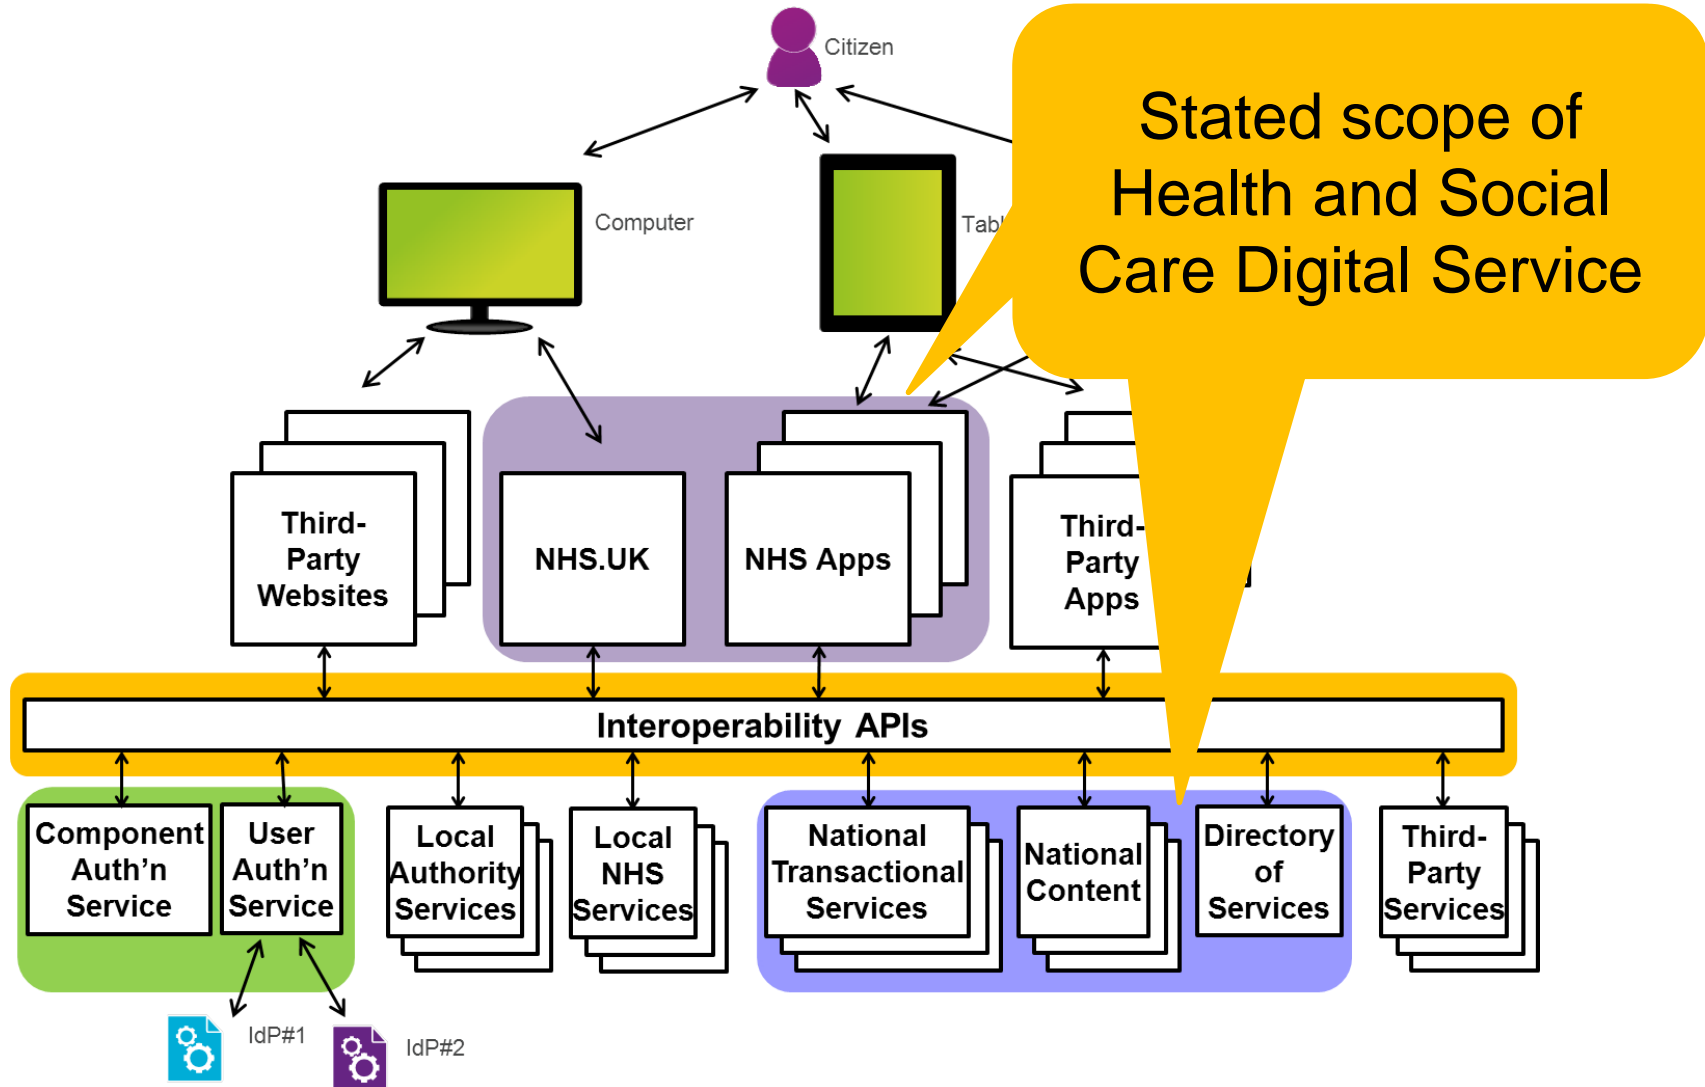 Citizen
Stated scope of
Health and Social
Care Digital Service
Computer
Tabl
Third-
Party
Websites
NHS.UK
NHS Apps
Third-
Party
Apps
Interoperability APIs
Component
Auth'n
Service
User
Auth'n
Service
Local
Authority
Services
Local
NHS
Services
National
Transactional
Services
National
Content
Directory
of
Services
Third-
Party
Services
IdP#1
IdP#2